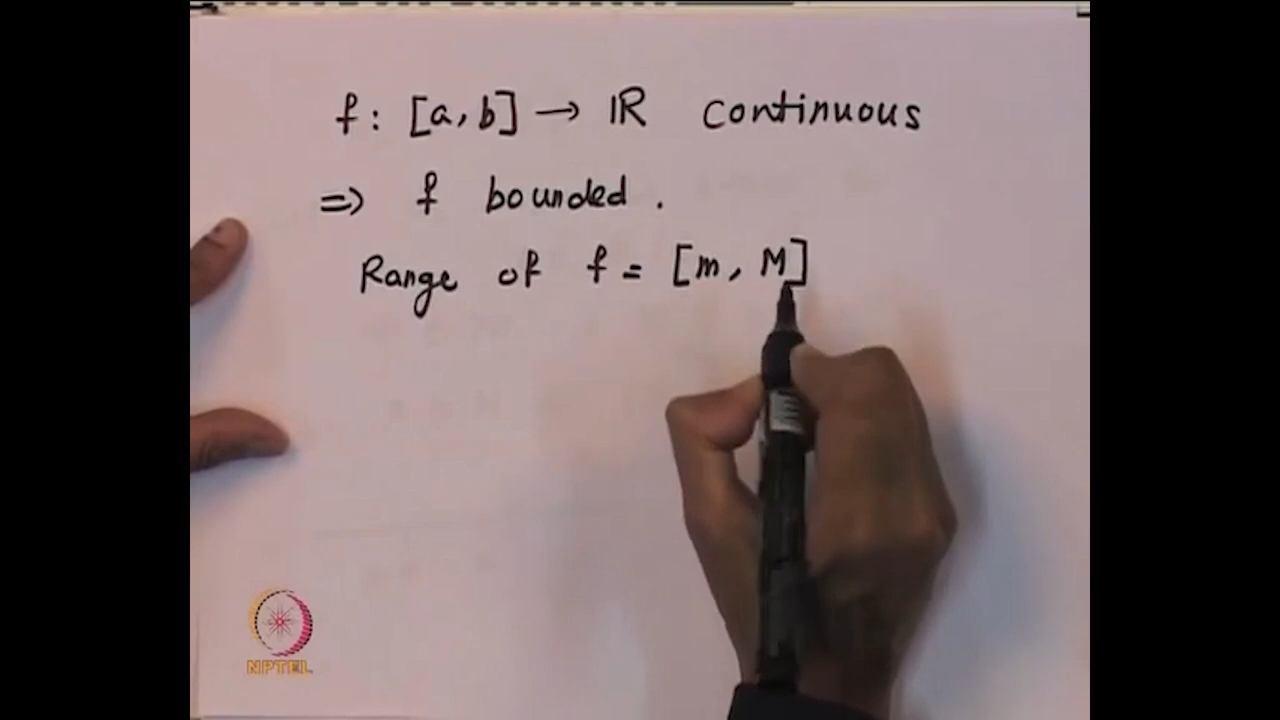 f: [a, b] → ℝ continuous
⇒ f bounded.
Range of f = [m, M]
NPTEL